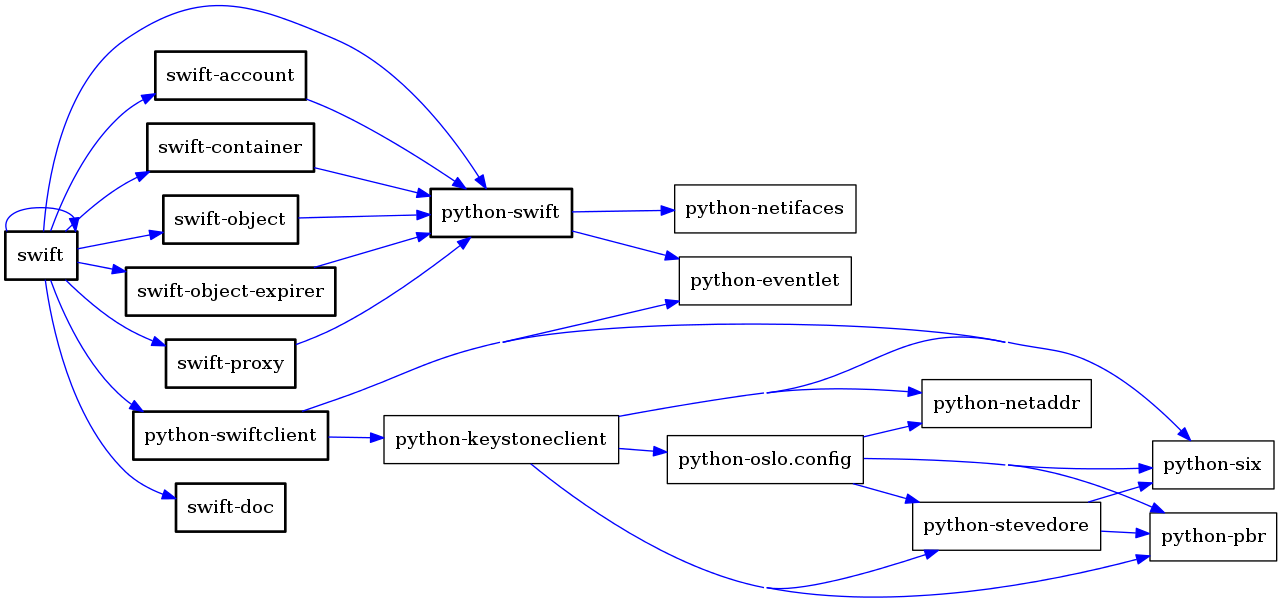 swift-account
swift-container
swift-object
swift
swift-object-expirer
swift-proxy
python-swiftclient
swift-doc
python-swift
python-netifaces
python-eventlet
python-keystoneclient
python-oslo.config
python-netaddr
python-stevedore
python-six
python-pbr